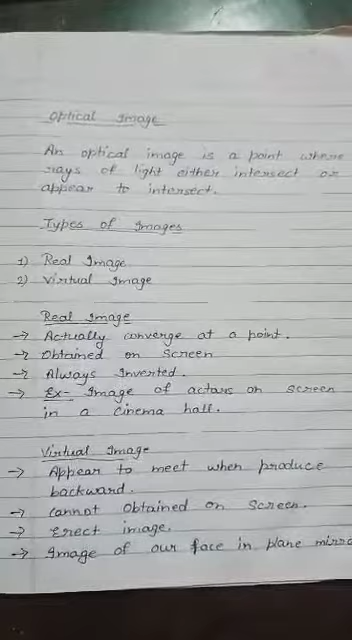 Optical Image
An optical image is a point where
rays of light either intersect or
appear to intersect.
Types of Images
1) Real Image
2) Virtual Image
Real Image
→ Actually converge at a point.
→ Obtained on Screen
→ Always Inverted.
→ Ex- Image of actors on screen
in a cinema hall.
Virtual Image
→ Appear to meet when produce
backward.
→ cannot obtained on screen.
→ Erect image.
→ Image of our face in plane mirro